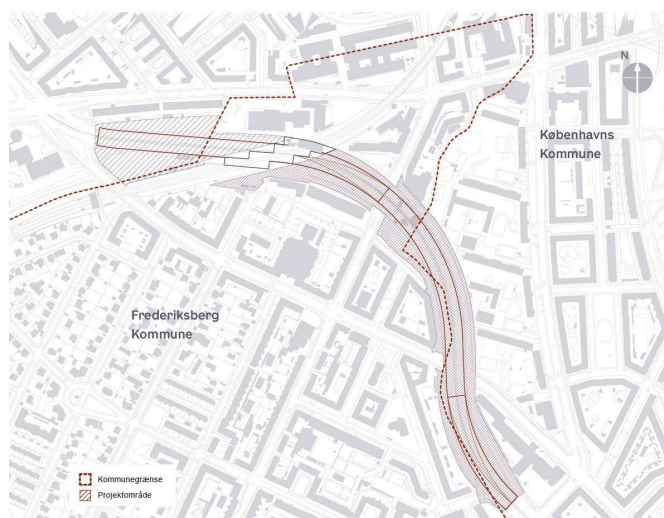 N
Københavns
Kommune
Frederiksberg
Kommune
Kommunegrænse
Projektområde